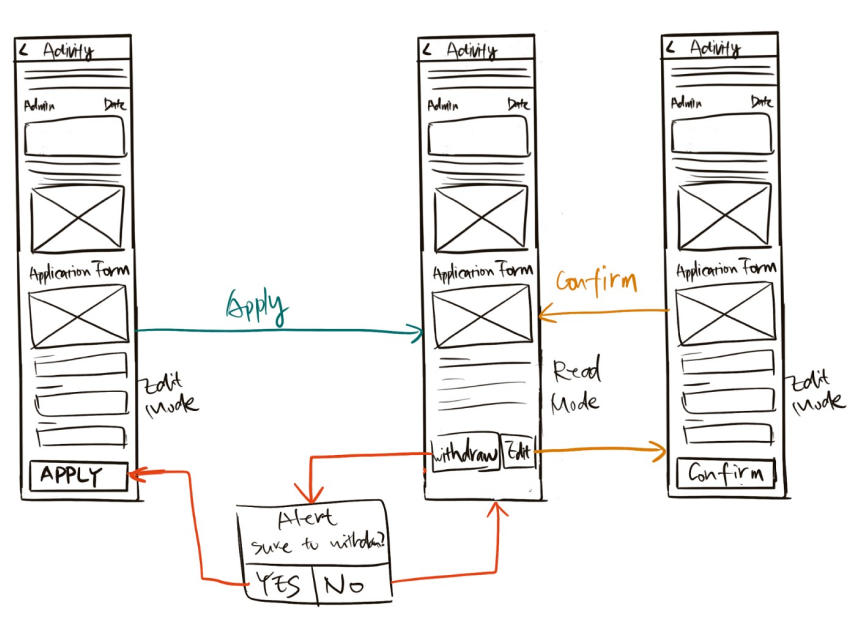 < Activity
Admin Date
Application Form
Edit
Mode
APPLY
Apply
< Activity
Admin Date
Application Form
Read
Mode
withdraw Edit
Confirm
< Activity
Admin Date
Application Form
Edit
Mode
Confirm
Alert
sure to withdraw?
YES NO